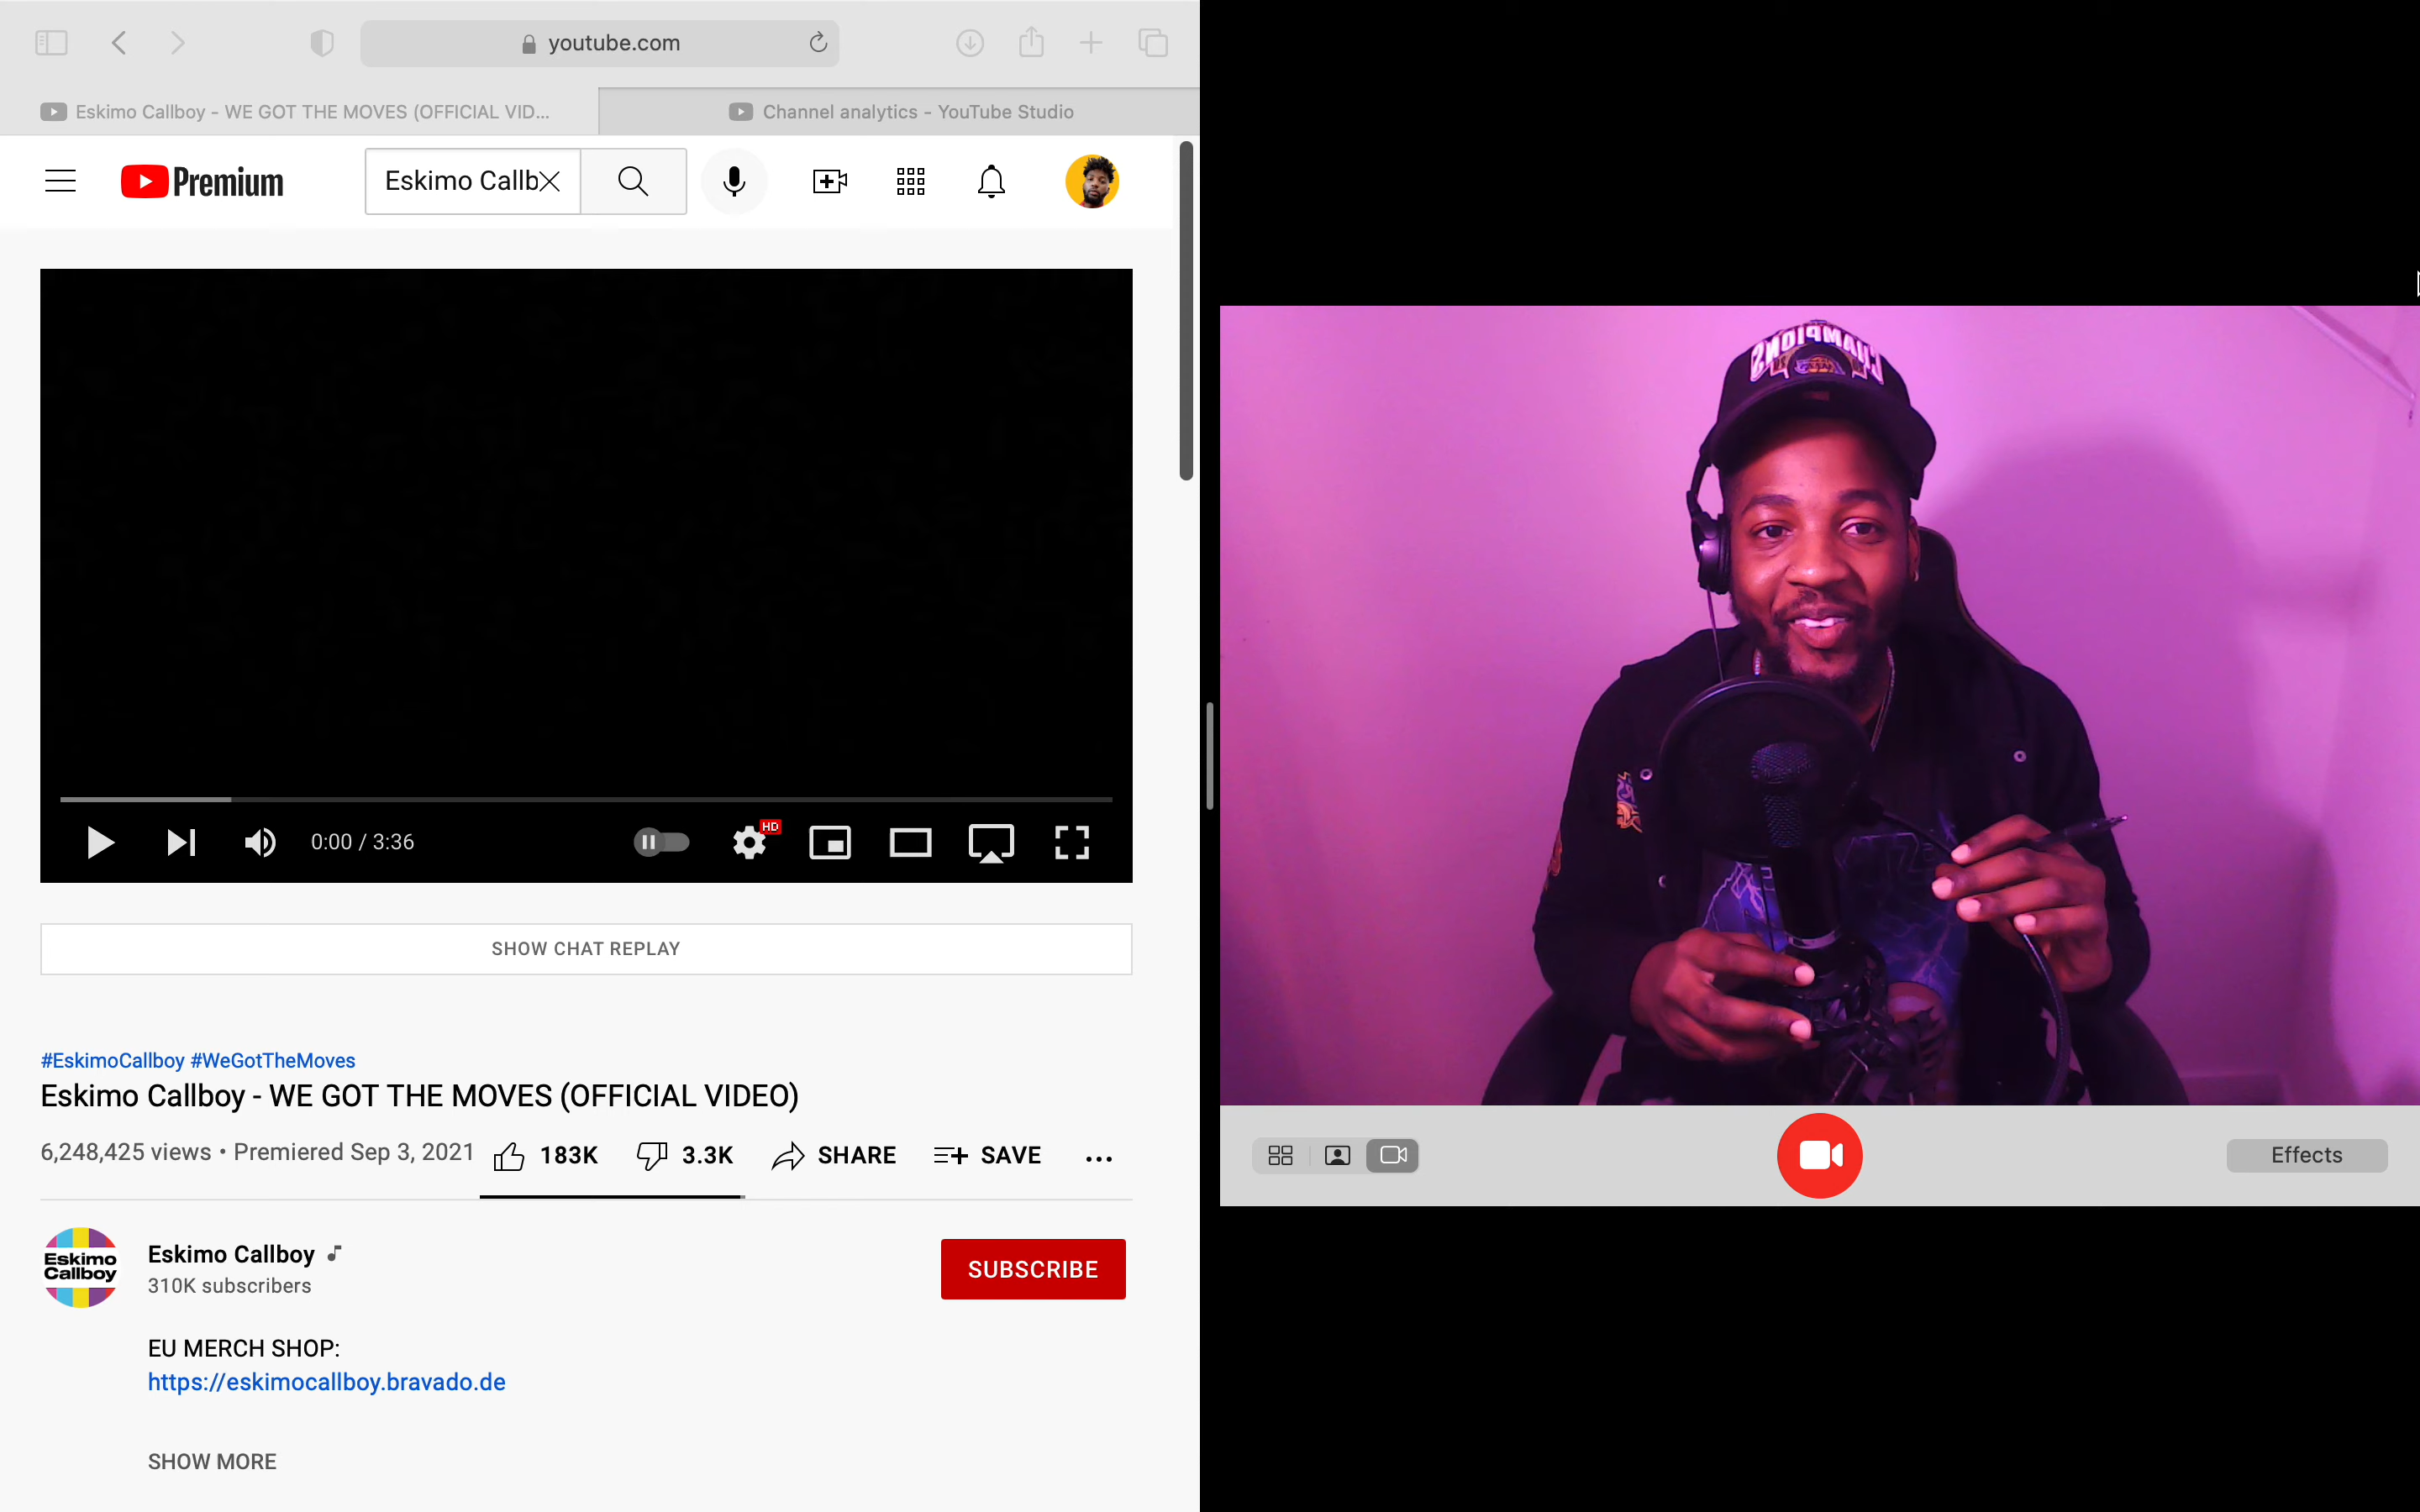 youtube.com
Eskimo Callboy - WE GOT THE MOVES (OFFICIAL VID...
Channel analytics - YouTube Studio
Premium
Eskimo Callb
HD
0:00 / 3:36
SHOW CHAT REPLAY
#EskimoCallboy #WeGotTheMoves
Eskimo Callboy - WE GOT THE MOVES (OFFICIAL VIDEO)
6,248,425 views • Premiered Sep 3, 2021
183K
3.3K
SHARE
SAVE
Eskimo
Callboy
Eskimo Callboy
310K subscribers
SUBSCRIBE
EU MERCH SHOP:
https://eskimocallboy.bravado.de
SHOW MORE
CHAMPIONS
Effects